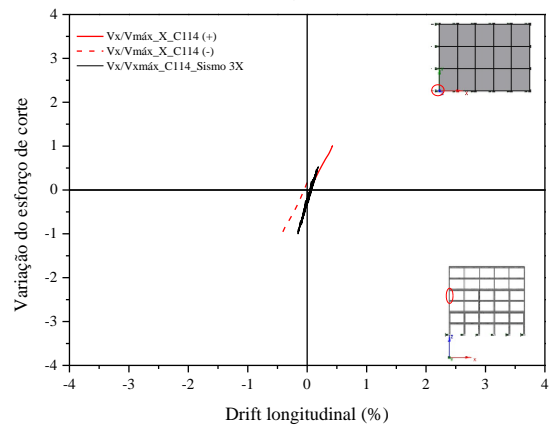 Vx/Vmáx_X_C114 (+)
Vx/Vmáx_X_C114 (-)
Vx/Vxmáx_C114_Sismo 3X
Variação do esforço de corte
4
3
2
1
0
-1
-2
-3
-4
-4 -3 -2 -1 0 1 2 3 4
Drift longitudinal (%)